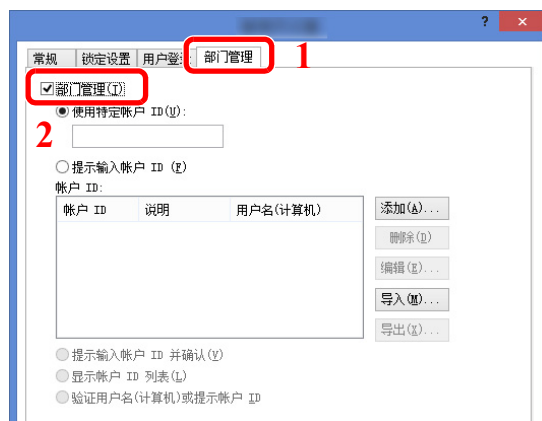 ? ×
常规 锁定设置 用户登 部门管理 1
部门管理(T)
使用特定帐户 ID(U):
2
提示输入帐户 ID (F)
帐户 ID:
帐户 ID 说明 用户名(计算机) 添加(A)...
删除(D)
编辑(E)...
导入(M)...
导出(X)...
提示输入帐户 ID 并确认(V)
显示帐户 ID 列表(L)
验证用户名(计算机)或提示帐户 ID